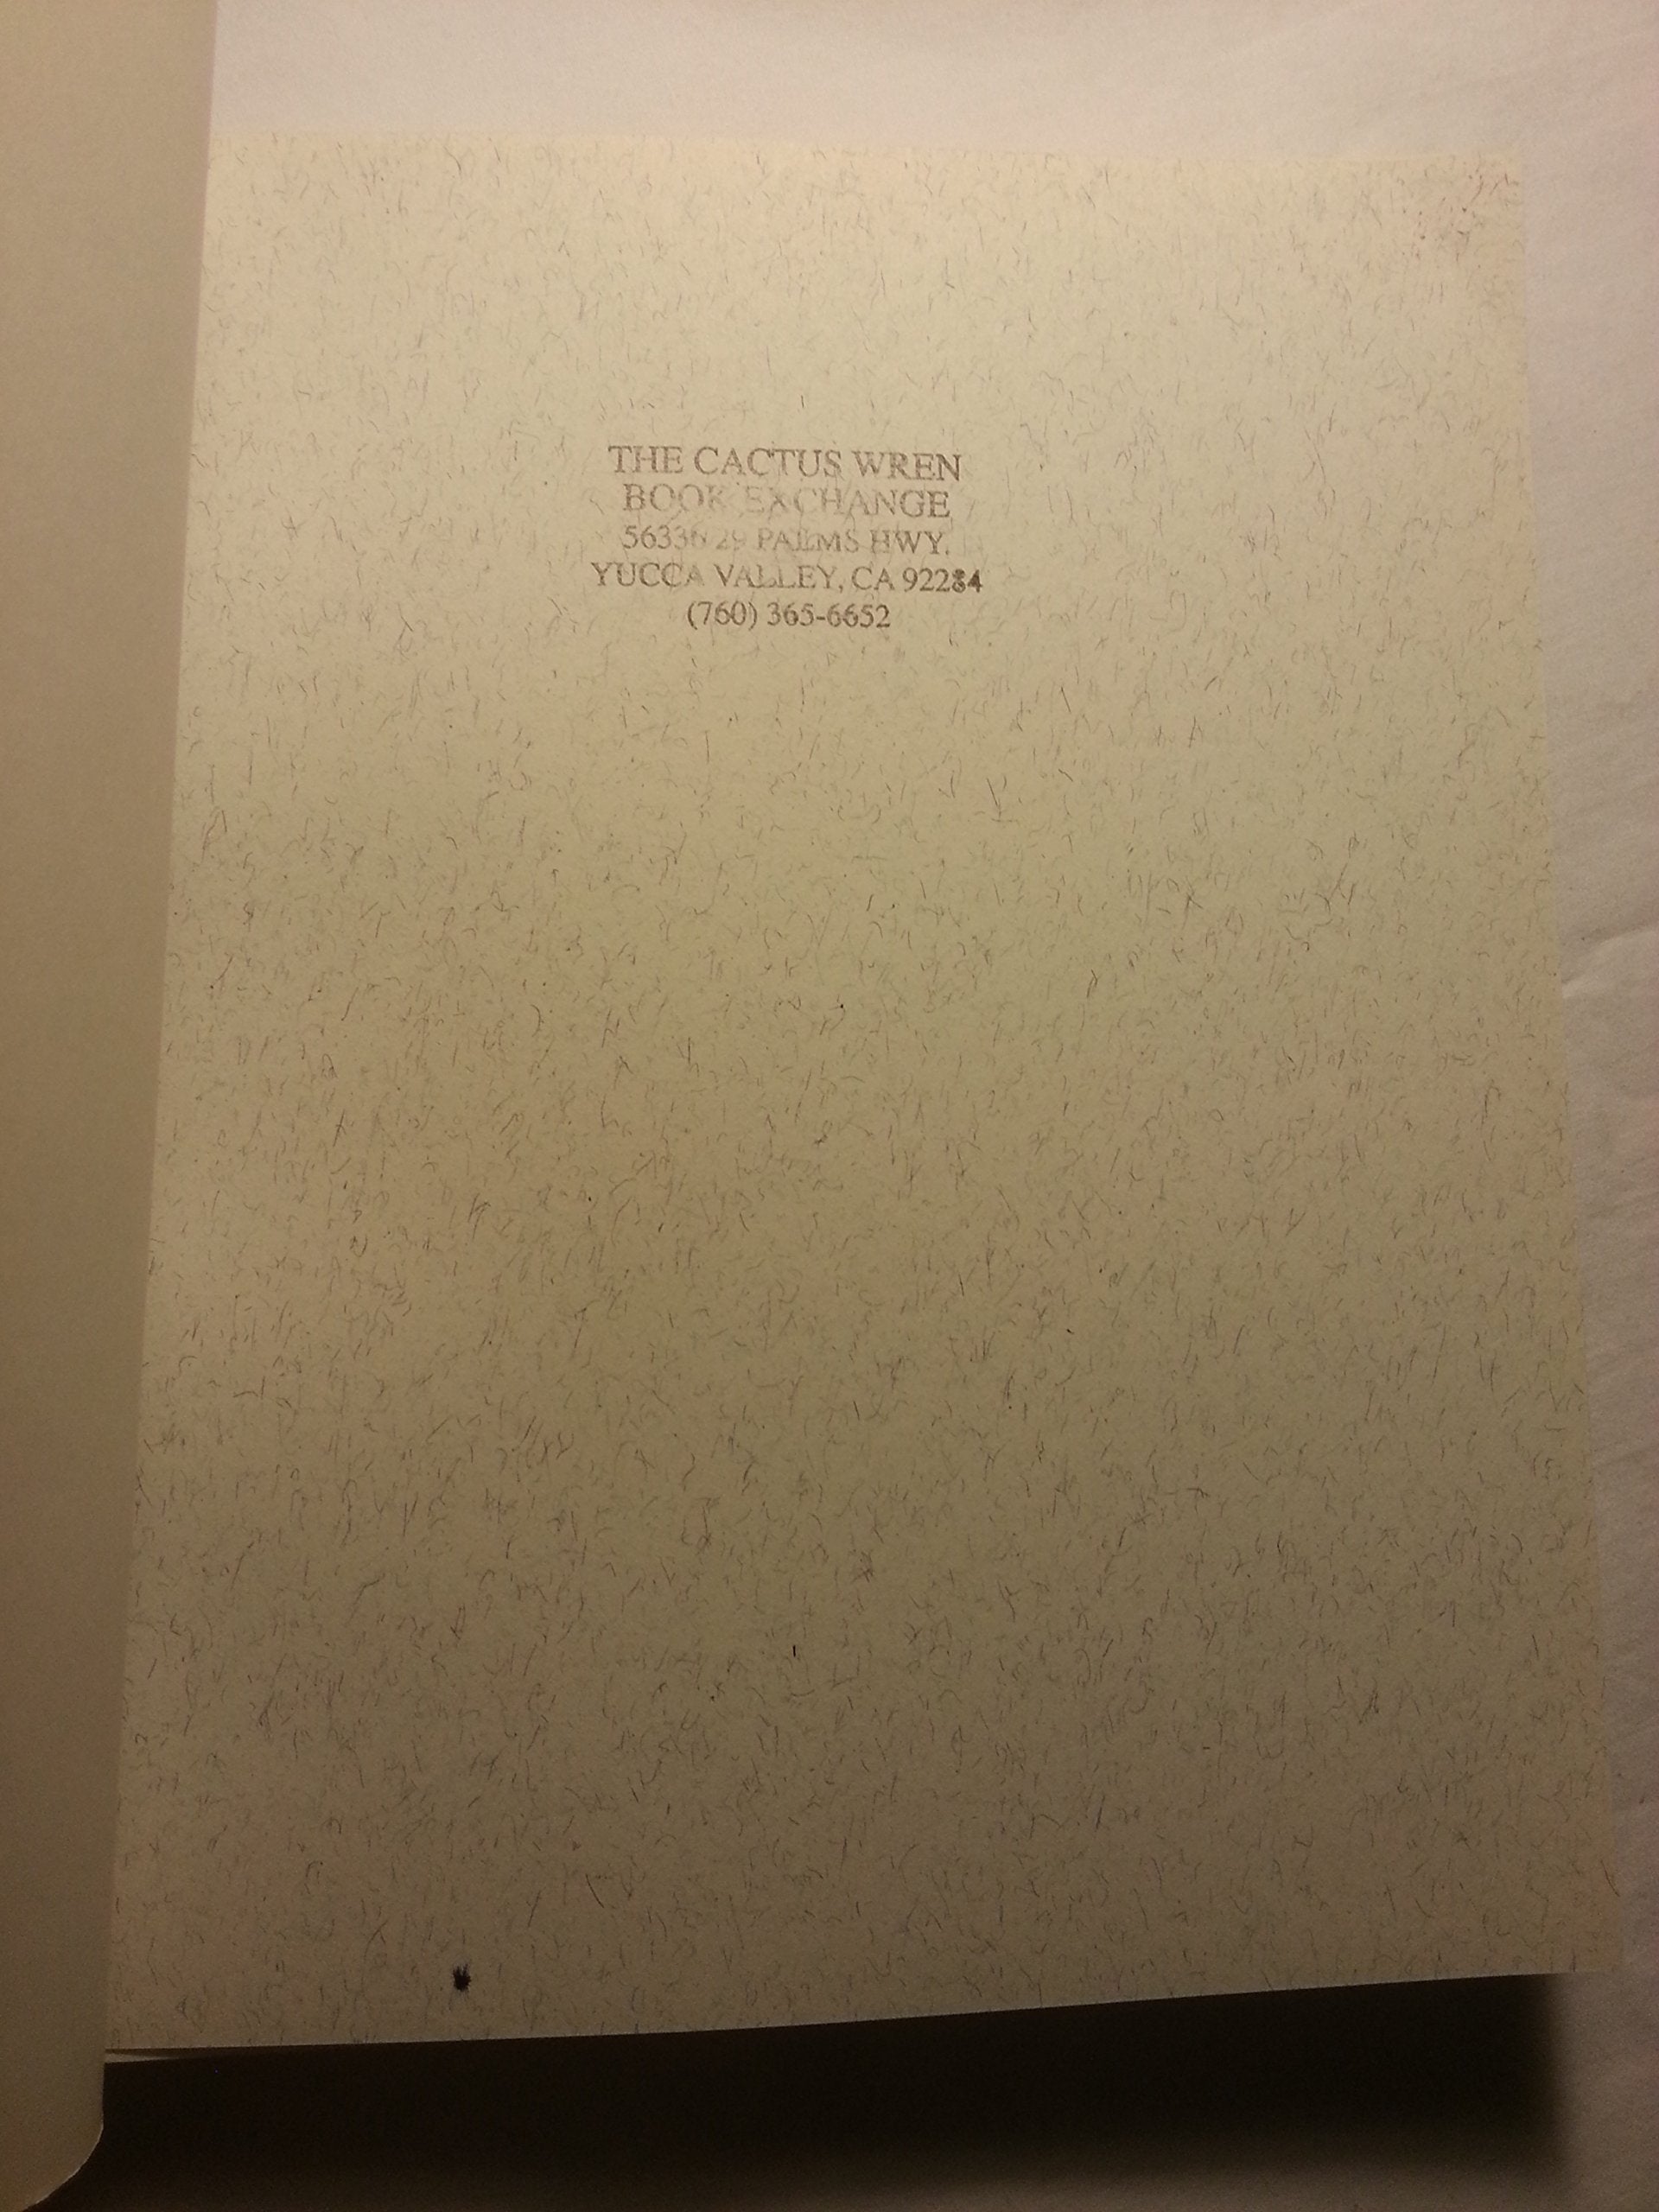 THE CACTUS WREN
BOOK EXCHANGE
56336 29 PALMS HWY.
YUCCA VALLEY, CA 92284
(760) 365-6652